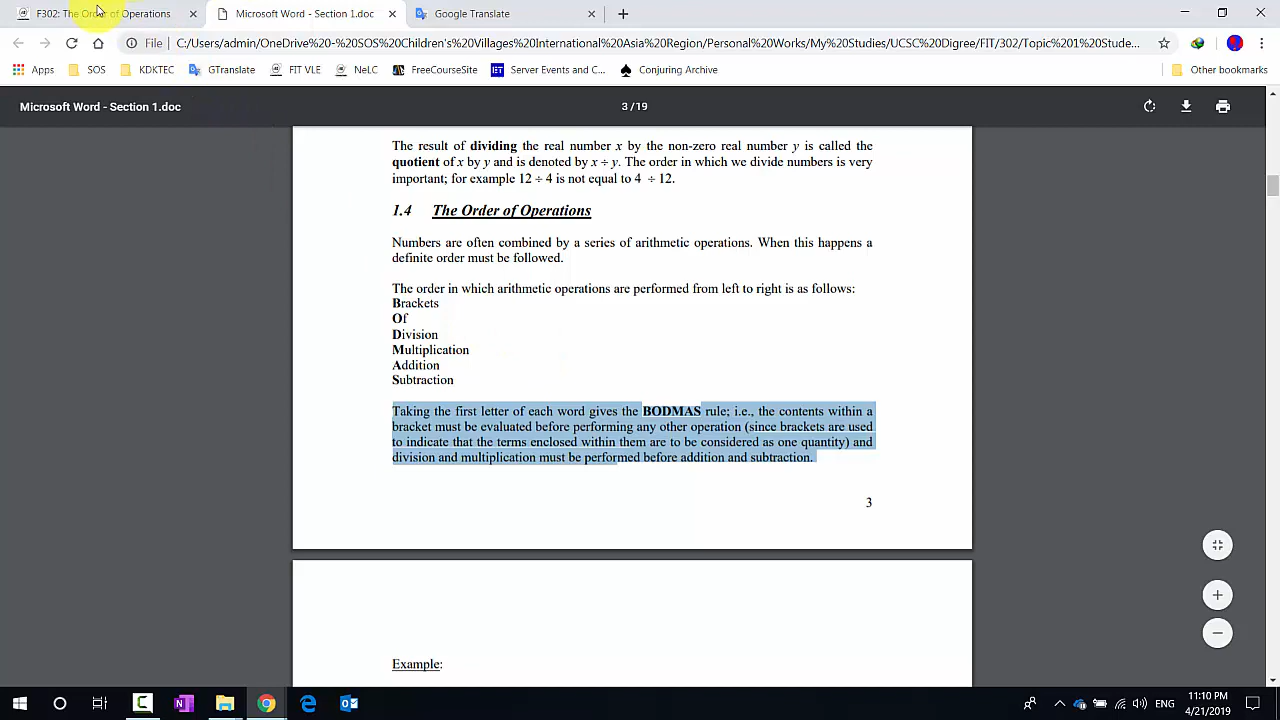 F302: The Order of Operations
Microsoft Word - Section 1.doc
Google Translate
File
C:/Users/admin/OneDrive%20-%20SOS%20Children's%20Villages%20International%20Asia%20Region/Personal%20Works/My%20Studies/UCSC%20Digree/FIT/302/Topic%201%20Stude...
Apps
SOS
KDKTEC
GTranslate
FIT VLE
NeLC
FreeCourseSite
Server Events and C...
Conjuring Apache
Other bookmarks
Microsoft Word - Section 1.doc
3 / 19
The result of dividing the real number x by the non-zero real number y is called the
quotient of x by y and is denoted by x ÷ y. The order in which we divide numbers is very
important; for example 12 ÷ 4 is not equal to 4 ÷ 12.
1.4 The Order of Operations
Numbers are often combined by a series of arithmetic operations. When this happens a
definite order must be followed.
The order in which arithmetic operations are performed from left to right is as follows:
Brackets
Of
Division
Multiplication
Addition
Subtraction
Taking the first letter of each word gives the BODMAS rule; i.e., the contents within a
bracket must be evaluated before performing any other operation (since brackets are used
to indicate that the terms enclosed within them are to be considered as one quantity) and
division and multiplication must be performed before addition and subtraction.
3
Example:
ENG
11:10 PM
4/21/2019